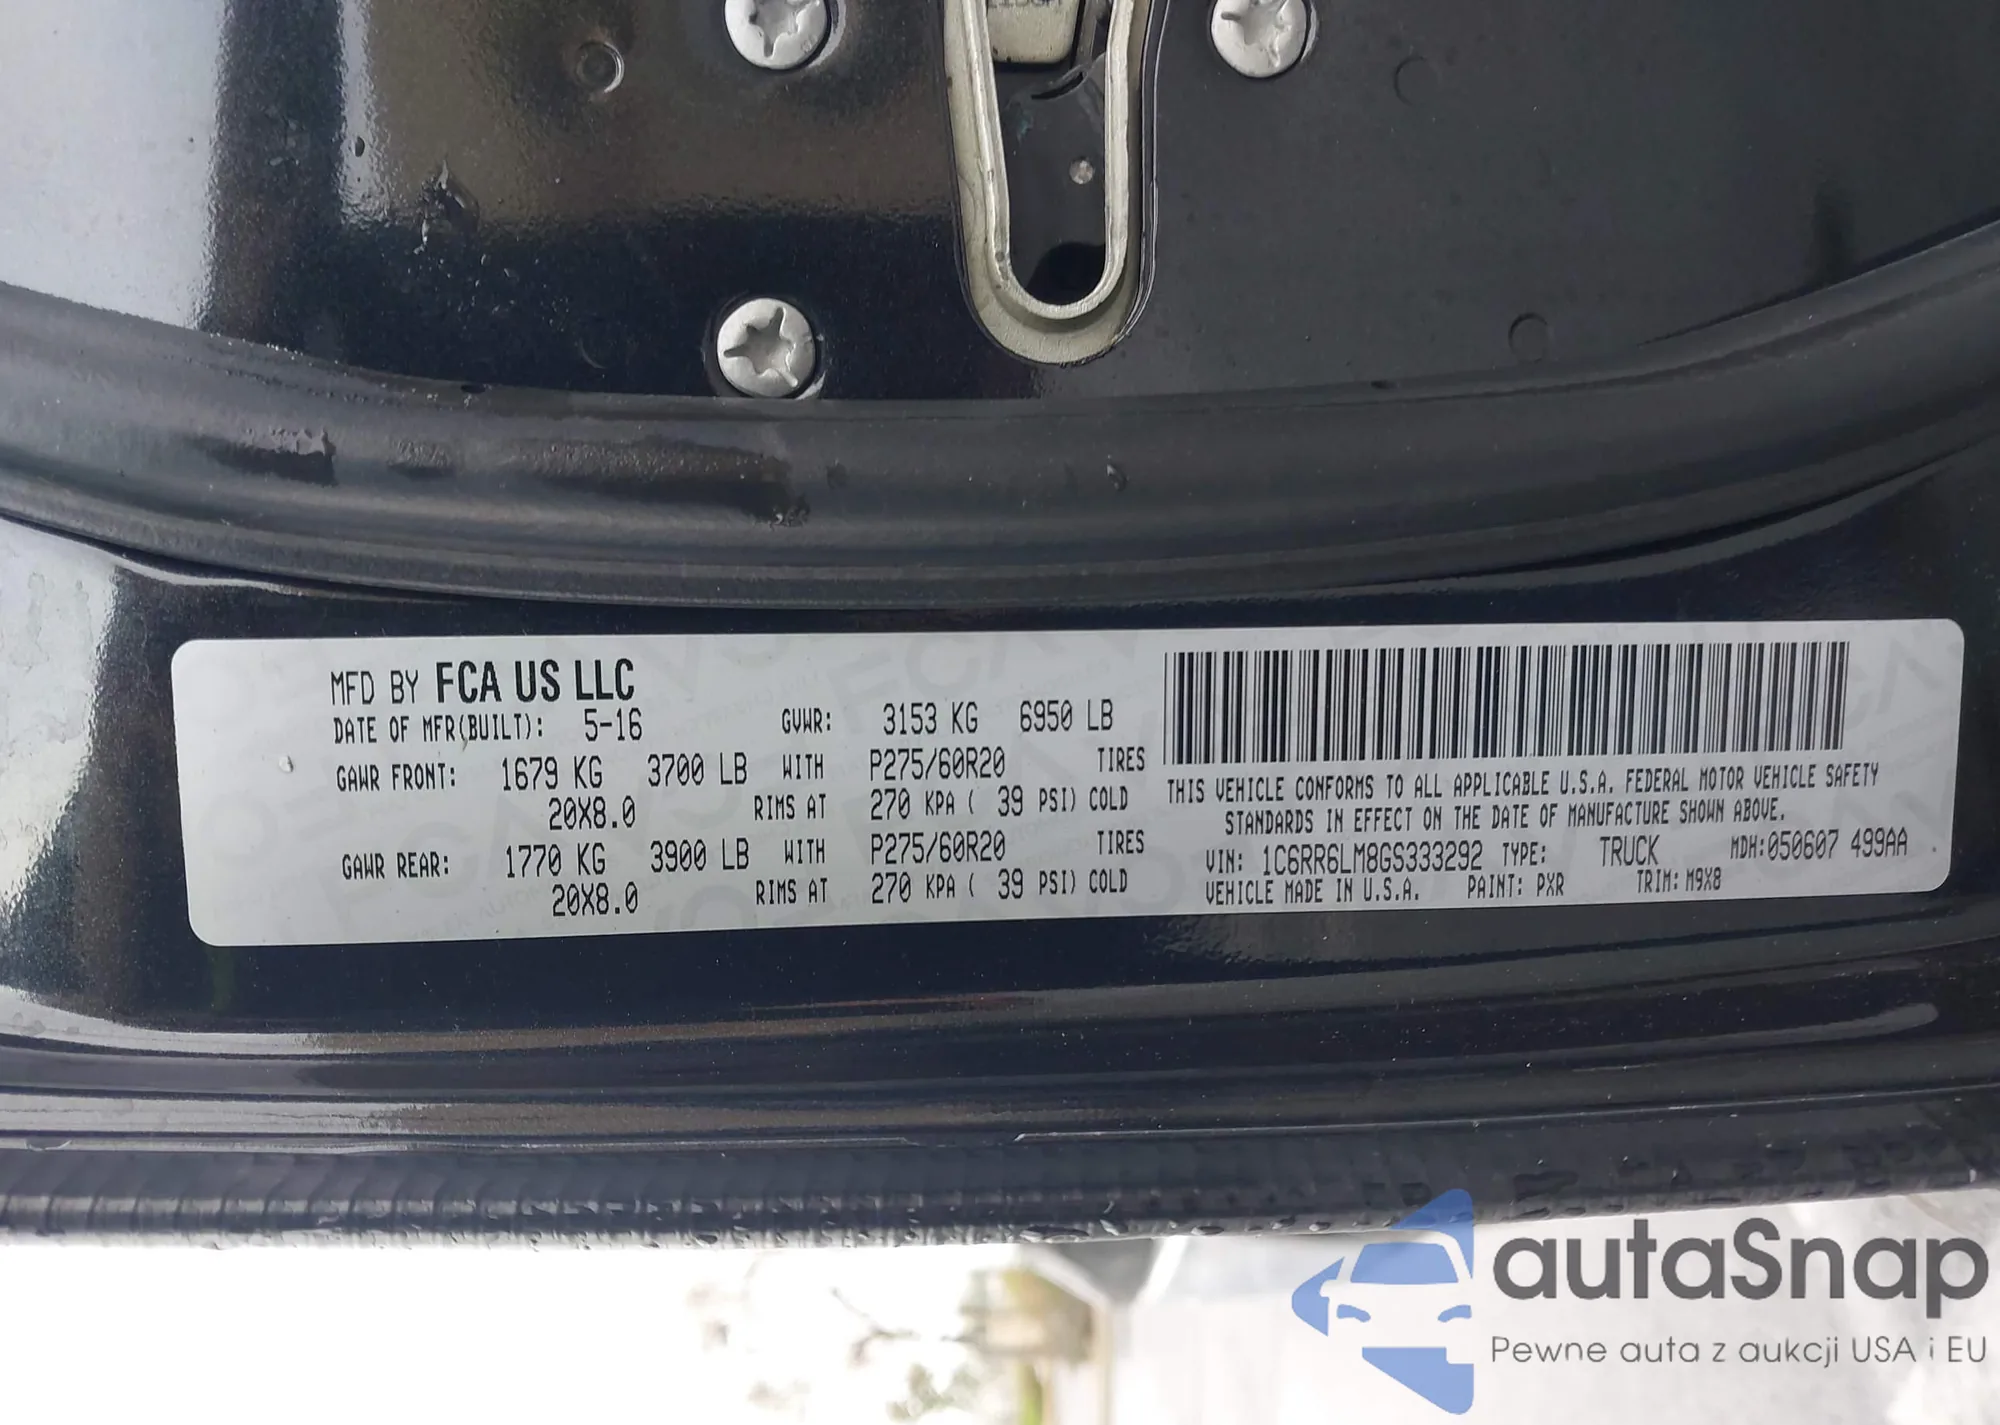 MFD BY FCA US LLC
DATE OF MFR(BUILT): 5-16 GVWR: 3153 KG 6950 LB
GAWR FRONT: 1679 KG 3700 LB WITH P275/60R20 TIRES
20X8.0 RIMS AT 270 KPA ( 39 PSI) COLD
GAWR REAR: 1770 KG 3900 LB WITH P275/60R20 TIRES
20X8.0 RIMS AT 270 KPA ( 39 PSI) COLD
THIS VEHICLE CONFORMS TO ALL APPLICABLE U.S.A. FEDERAL MOTOR VEHICLE SAFETY
STANDARDS IN EFFECT ON THE DATE OF MANUFACTURE SHOWN ABOVE.
VIN: 1C6RR6LM8GS333292 TYPE: TRUCK MDH:050607 499AA
VEHICLE MADE IN U.S.A. PAINT: PXR TRIM: M9X8
autaSnap
Pewne auta z aukcji USA i EU